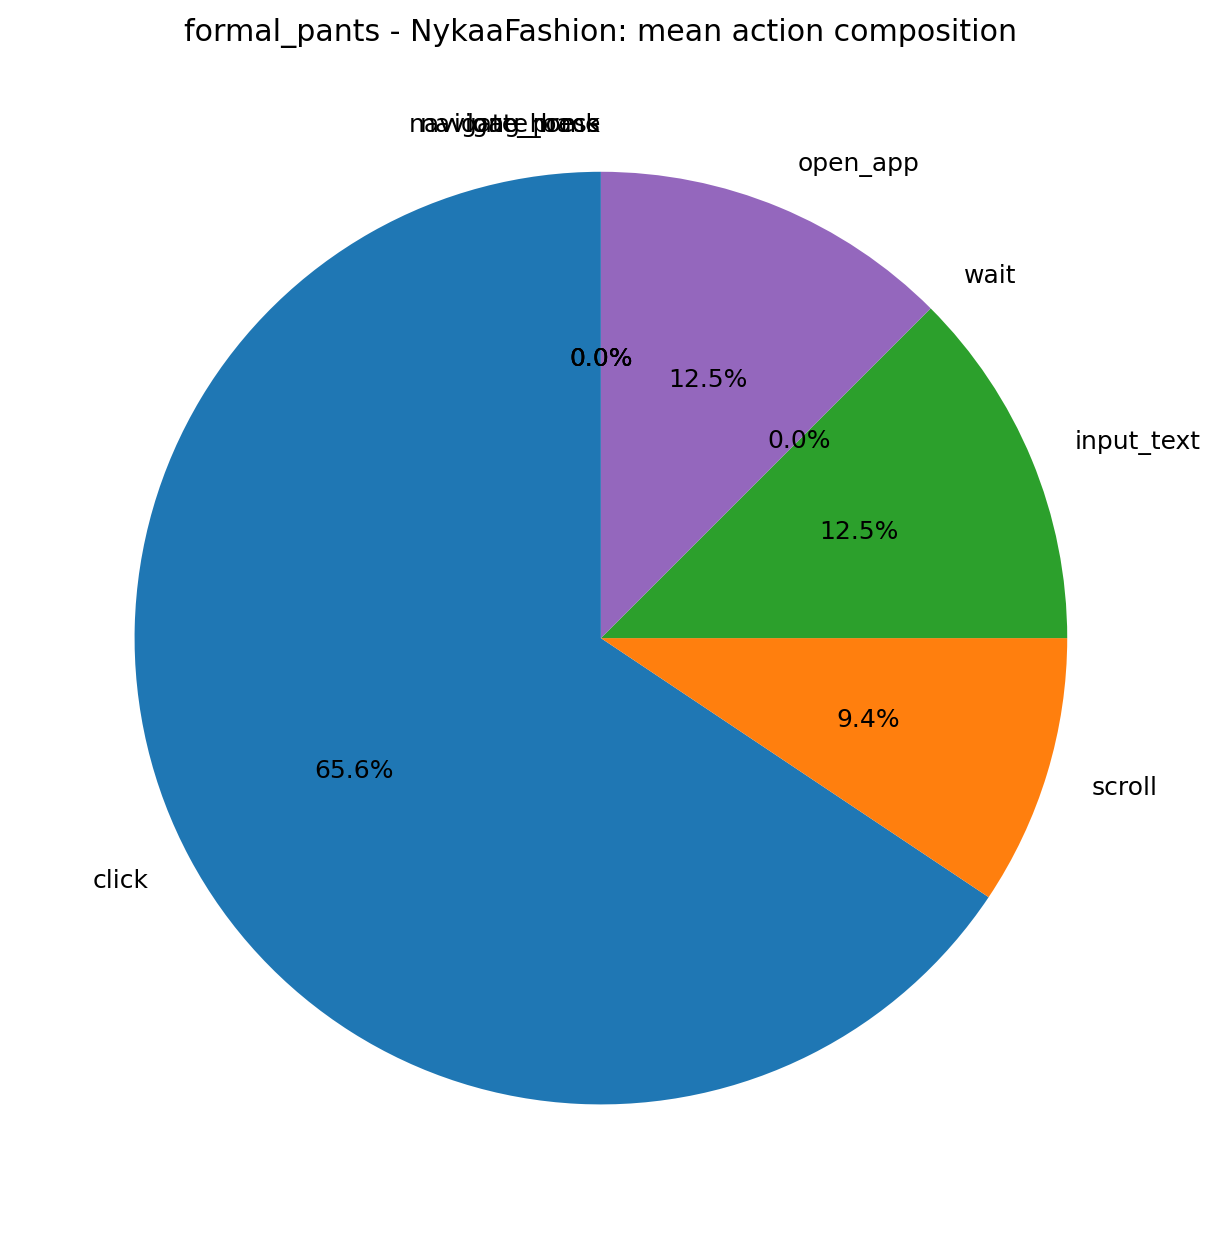 formal_pants - NykaaFashion: mean action composition
open_app
wait
0.0%
12.5%
0.0%
input_text
12.5%
9.4%
65.6%
scroll
click